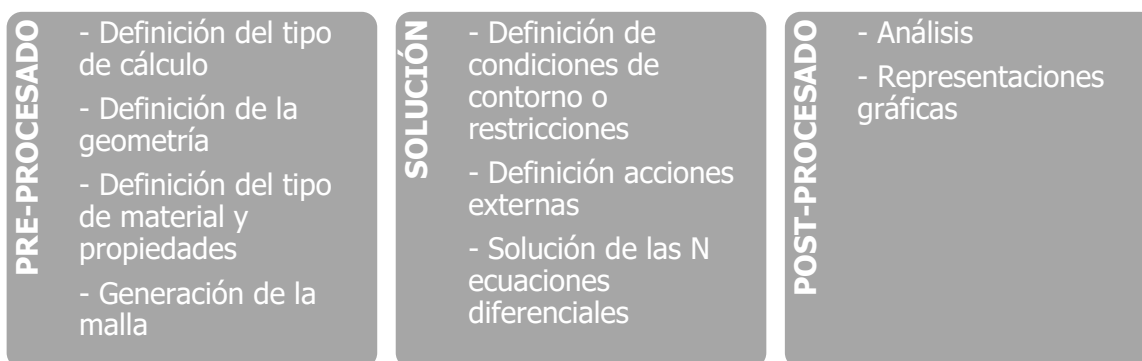 PRE-PROCESADO
- Definición del tipo
de cálculo
- Definición de la
geometría
- Definición del tipo
de material y
propiedades
- Generación de la
malla
SOLUCIÓN
- Definición de
condiciones de
contorno o
restricciones
- Definición acciones
externas
- Solución de las N
ecuaciones
diferenciales
POST-PROCESADO
- Análisis
- Representaciones
gráficas